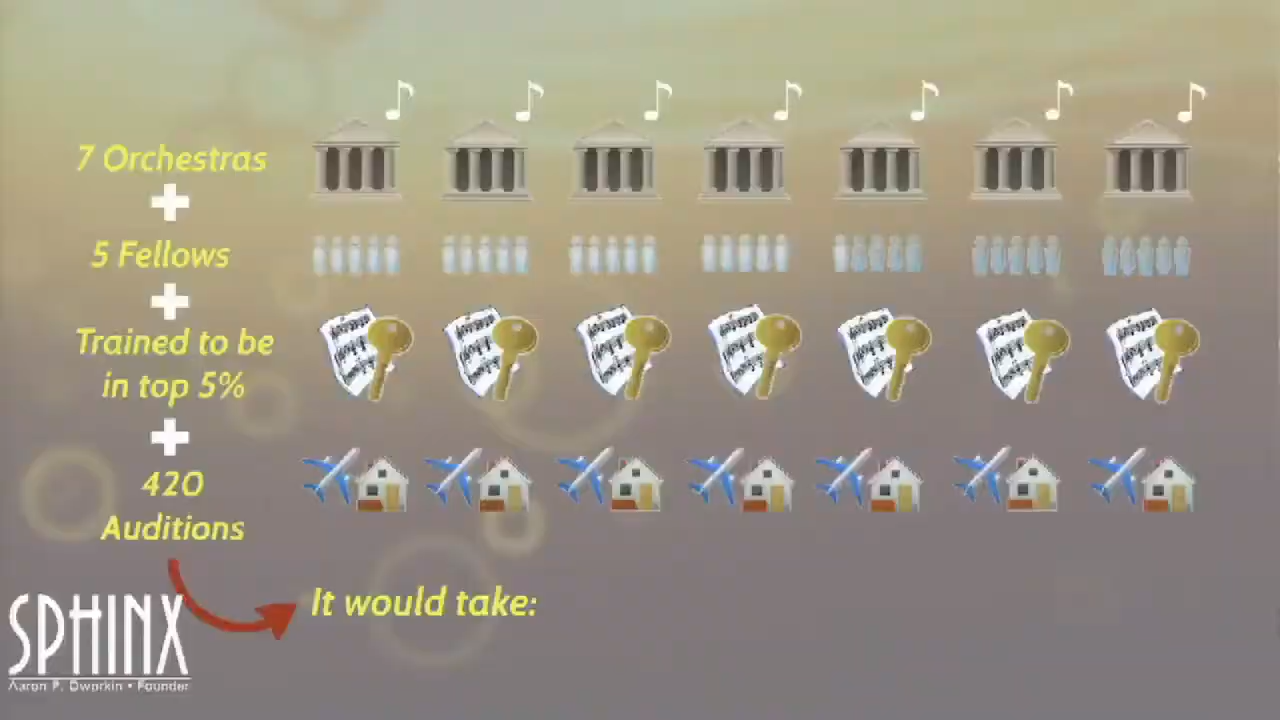 7 Orchestras
5 Fellows
Trained to be
in top 5%
420
Auditions
It would take:
SPHINX
Aaron P. Dworkin • Founder